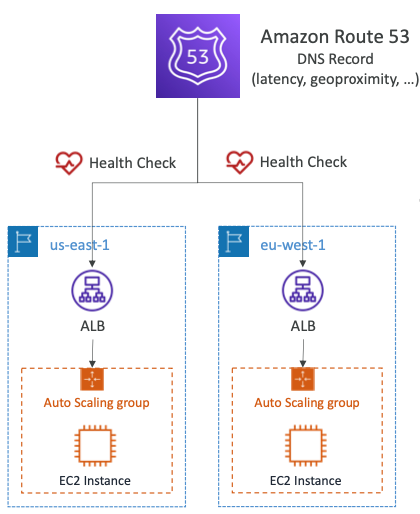 53
Amazon Route 53
DNS Record
(latency, geoproximity, ...)
Health Check
Health Check
us-east-1
eu-west-1
ALB
ALB
Auto Scaling group
Auto Scaling group
EC2 Instance
EC2 Instance